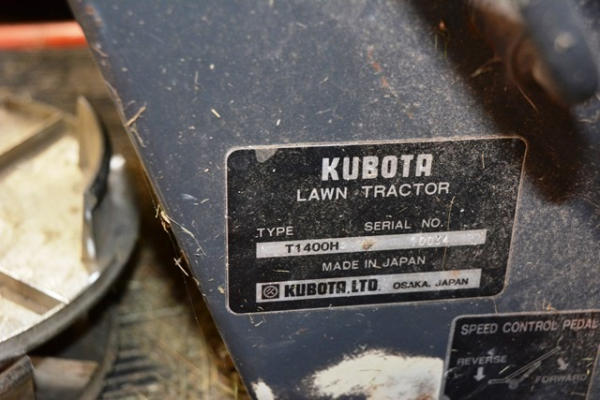 KUBOTA
LAWN TRACTOR
TYPE SERIAL NO.
T1400H
MADE IN JAPAN
KUBOTA, LTD. OSAKA, JAPAN
SPEED CONTROL PEDAL
REVERSE
FORWARD